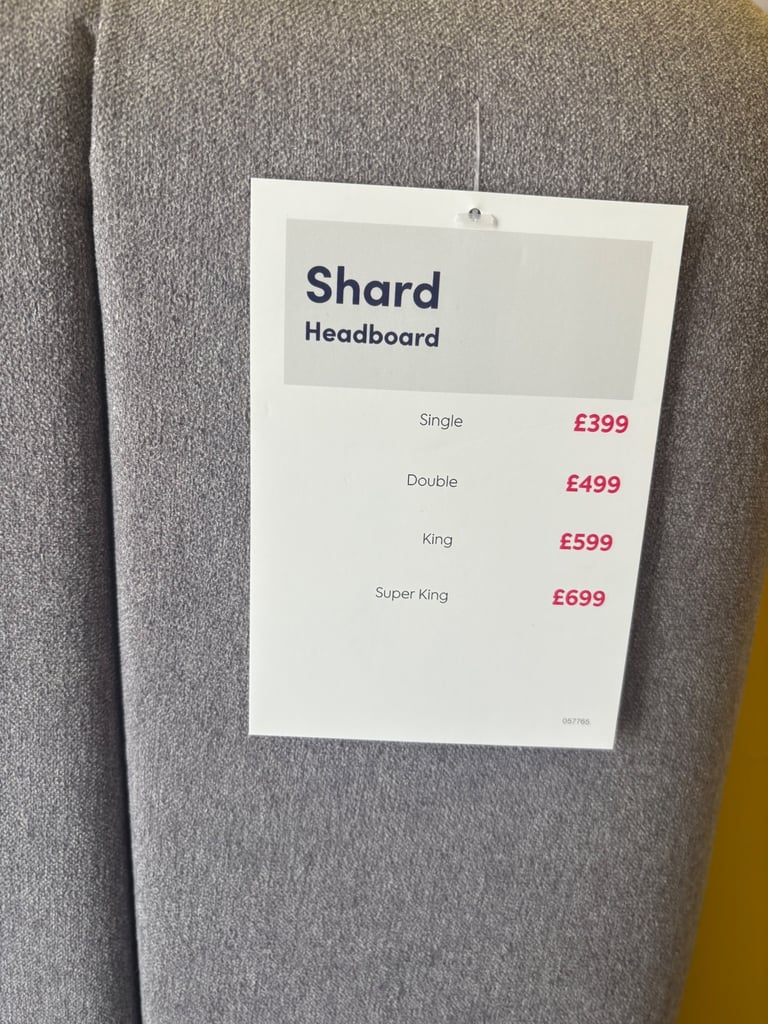 Shard
Headboard
Single £399
Double £499
King £599
Super King £699
057765.